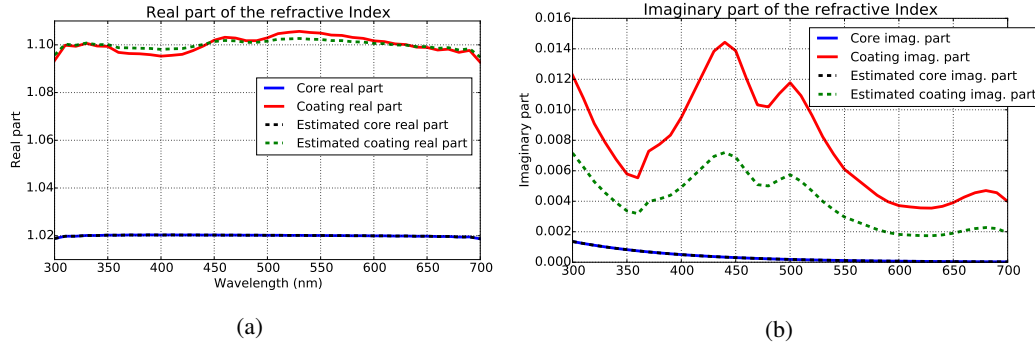 Real part of the refractive Index
1.10
1.08
1.06
1.04
1.02
Real part
Core real part
Coating real part
Estimated core real part
Estimated coating real part
300 350 400 450 500 550 600 650 700
Wavelength (nm)
(a)
Imaginary part of the refractive Index
0.016
0.014
0.012
0.010
0.008
0.006
0.004
0.002
0.000
Imaginary part
Core imag. part
Coating imag. part
Estimated core imag. part
Estimated coating imag. part
300 350 400 450 500 550 600 650 700
(b)